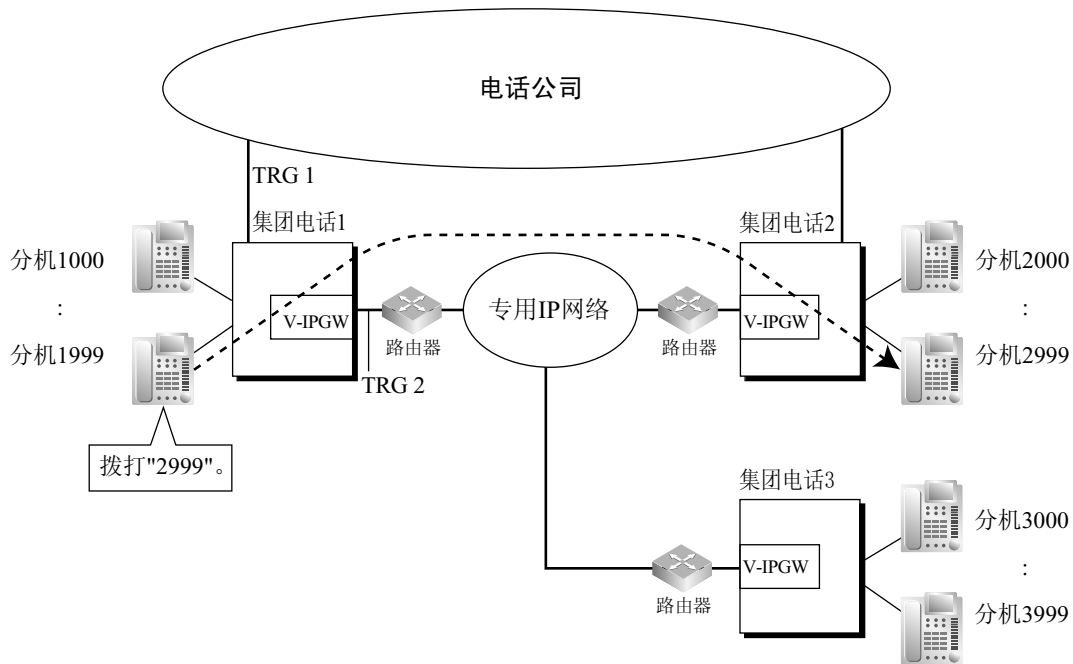 电话公司
TRG 1
集团电话1
集团电话2
分机1000
:
分机1999
V-IPGW
路由器
TRG 2
专用IP网络
路由器
V-IPGW
分机2000
:
分机2999
拨打"2999"。
集团电话3
V-IPGW
路由器
分机3000
:
分机3999